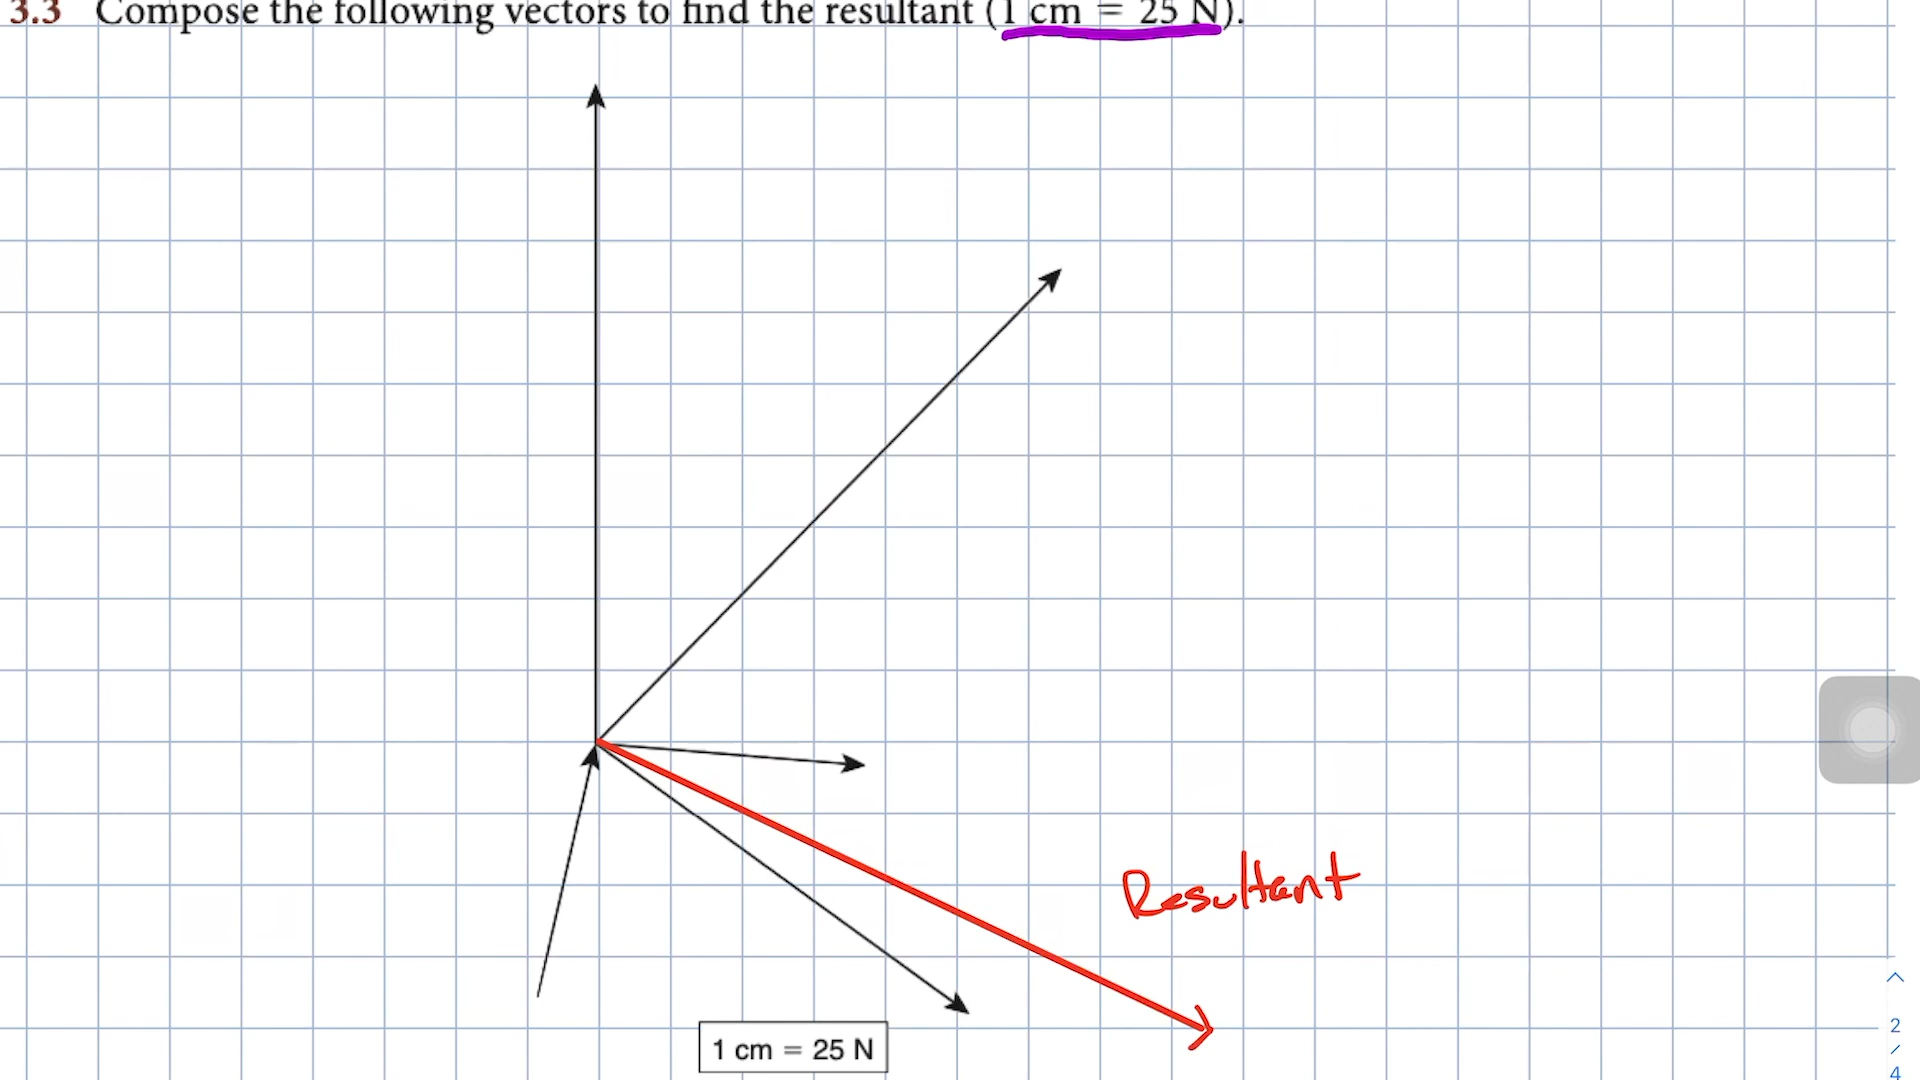 3.3 Compose the following vectors to find the resultant (1 cm = 25 N).
Resultant
1 cm = 25 N
2
/
4